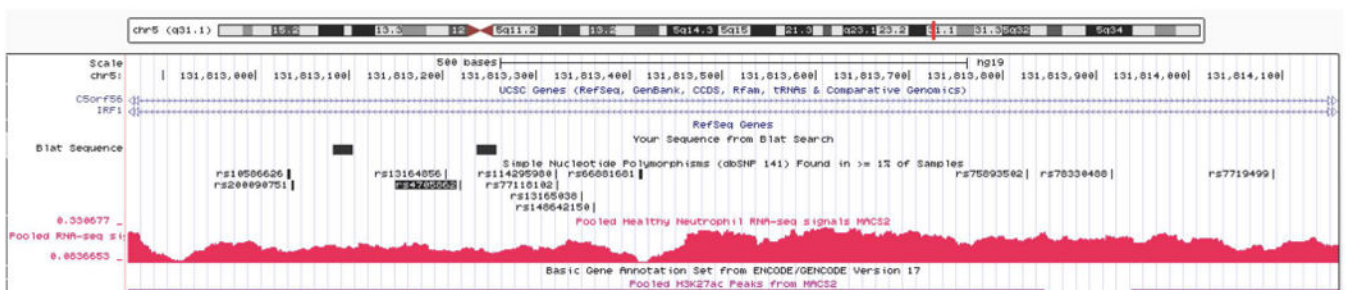 chr5 (q31.1) 15.2 13.3 12 5q11.2 13.2 5q14.3 5q15 21.3 q23.1 23.2 31.1 31.3 5q32 5q34
Scale 500 bases hg19
chr5: 131,813,000| 131,813,100| 131,813,200| 131,813,300| 131,813,400| 131,813,500| 131,813,600| 131,813,700| 131,813,800| 131,813,900| 131,814,000| 131,814,100|
UCSC Genes (RefSeq, GenBank, CCDS, Rfam, tRNAs & Comparative Genomics)
C5orf56
IRF1
RefSeq Genes
Your Sequence from Blat Search
Blat Sequence
Simple Nucleotide Polymorphisms (dbSNP 141) Found in >= 1% of Samples
rs10586626 rs13164856 rs114295980 rs66881681 rs75893502 rs78330488 rs7719499
rs200090751 rs4705862 rs77118102
rs13165038
rs148642150
0.330677 _ Pooled Healthy Neutrophil RNA-seq signals MACS2
Pooled RNA-seq si
0.0836653 _
Basic Gene Annotation Set from ENCODE/GENCODE Version 17
Pooled H3K27ac Peaks from MACS2